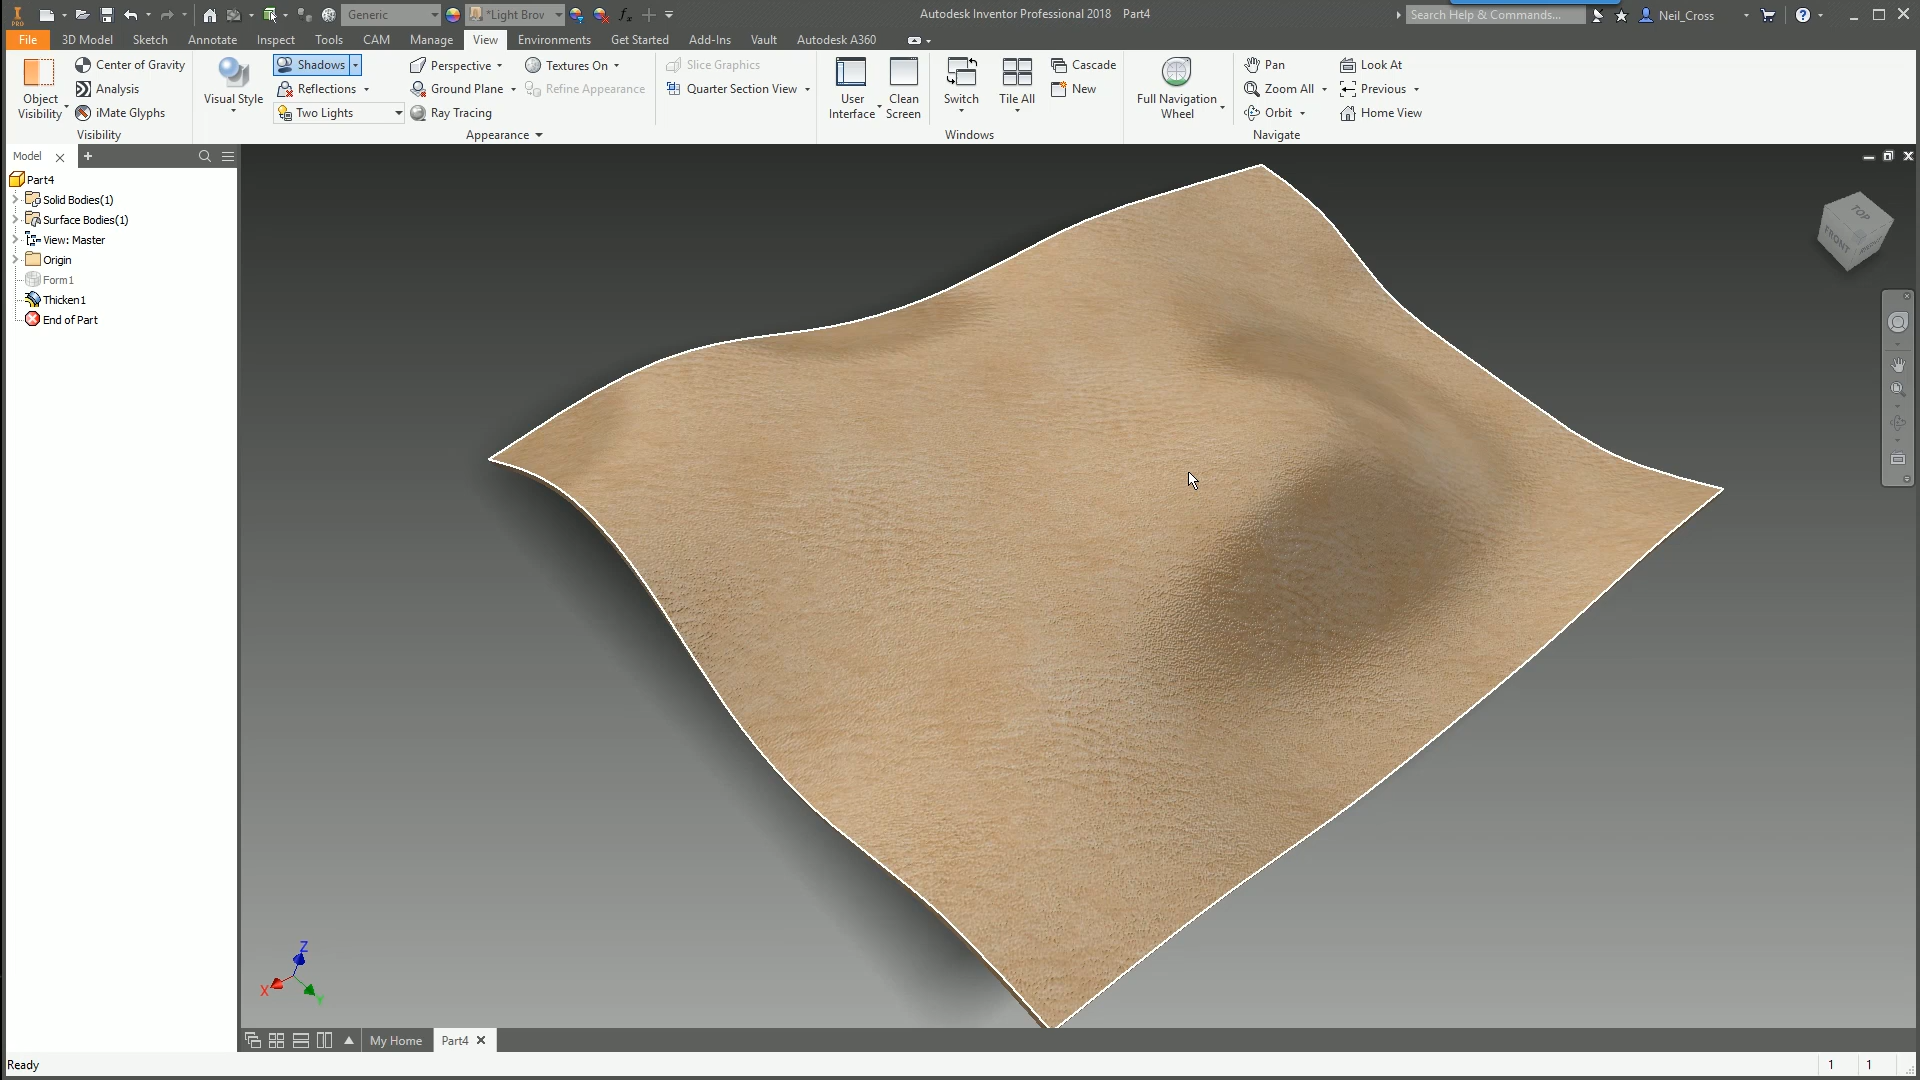 PRO
Generic
*Light Brov
fx
Autodesk Inventor Professional 2018 Part4
Search Help & Commands...
Neil_Cross
File 3D Model Sketch Annotate Inspect Tools CAM Manage View Environments Get Started Add-Ins Vault Autodesk A360
Object Visibility
Center of Gravity
Analysis
iMate Glyphs
Visibility
Visual Style
Shadows
Reflections
Two Lights
Perspective
Ground Plane
Ray Tracing
Textures On
Refine Appearance
Appearance
Slice Graphics
Quarter Section View
User Interface
Clean Screen
Switch
Tile All
Cascade
New
Windows
Full Navigation Wheel
Pan
Zoom All
Orbit
Look At
Previous
Home View
Navigate
Model
Part4
Solid Bodies(1)
Surface Bodies(1)
View: Master
Origin
Form1
Thicken1
End of Part
TOP
FRONT
Z
X
Y
My Home
Part4
Ready
1 1